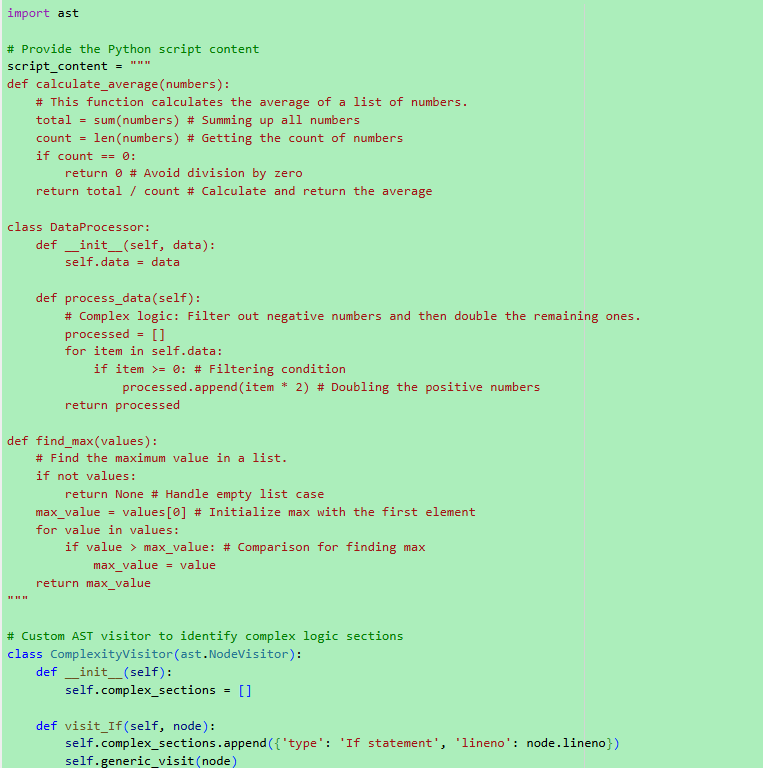 import ast

# Provide the Python script content
script_content = """
def calculate_average(numbers):
    # This function calculates the average of a list of numbers.
    total = sum(numbers) # Summing up all numbers
    count = len(numbers) # Getting the count of numbers
    if count == 0:
        return 0 # Avoid division by zero
    return total / count # Calculate and return the average

class DataProcessor:
    def __init__(self, data):
        self.data = data

    def process_data(self):
        # Complex logic: Filter out negative numbers and then double the remaining ones.
        processed = []
        for item in self.data:
            if item >= 0: # Filtering condition
                processed.append(item * 2) # Doubling the positive numbers
        return processed

def find_max(values):
    # Find the maximum value in a list.
    if not values:
        return None # Handle empty list case
    max_value = values[0] # Initialize max with the first element
    for value in values:
        if value > max_value: # Comparison for finding max
            max_value = value
    return max_value
"""

# Custom AST visitor to identify complex logic sections
class ComplexityVisitor(ast.NodeVisitor):
    def __init__(self):
        self.complex_sections = []

    def visit_If(self, node):
        self.complex_sections.append({'type': 'If statement', 'lineno': node.lineno})
        self.generic_visit(node)